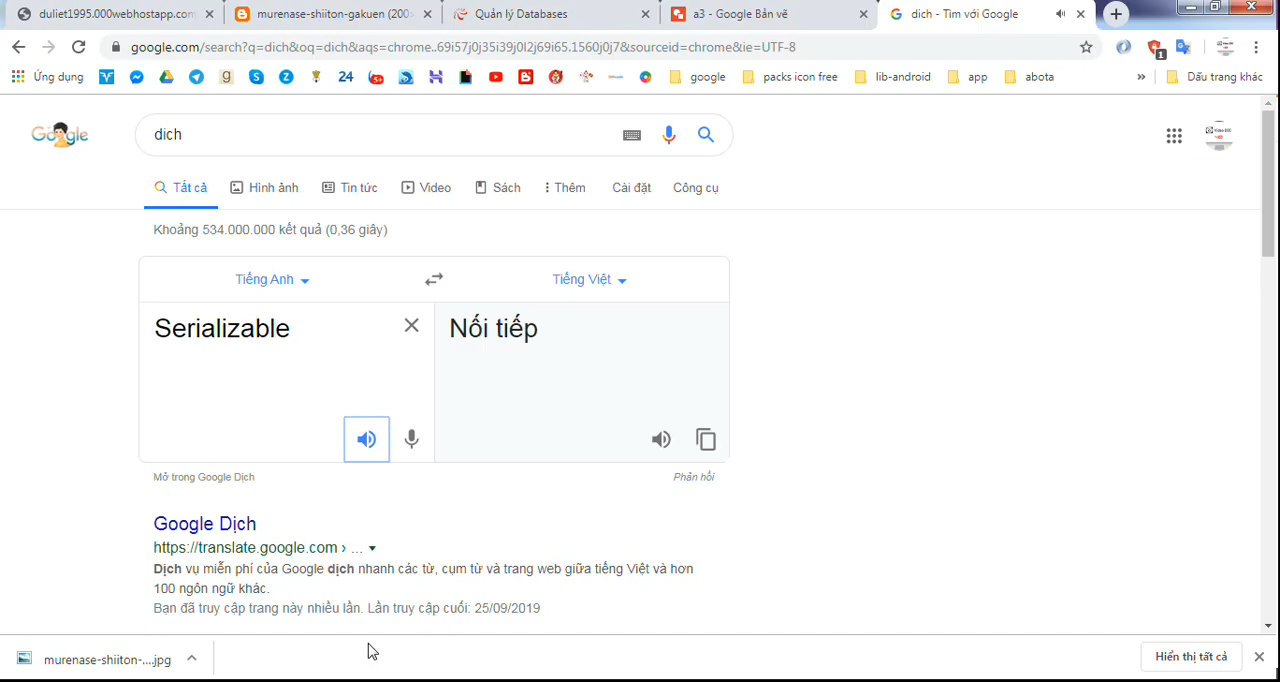 duliet1995.000webhostapp.com
murenase-shiiton-gakuen (200
Quản lý Databases
a3 - Google Bản vẽ
dich - Tìm với Google
google.com/search?q=dich&oq=dich&aqs=chrome..69i57j0j35i39j0l2j69i65.1560j0j7&sourceid=chrome&ie=UTF-8
1
Ứng dụng
24
google
packs icon free
lib-android
app
abota
»
Dấu trang khác
Google
dich
Tất cả
Hình ảnh
Tin tức
Video
Sách
Thêm
Cài đặt
Công cụ
Khoảng 534.000.000 kết quả (0,36 giây)
Tiếng Anh
Tiếng Việt
Serializable
Nối tiếp
Mở trong Google Dịch
Phản hồi
Google Dịch
https://translate.google.com › ...
Dịch vụ miễn phí của Google dịch nhanh các từ, cụm từ và trang web giữa tiếng Việt và hơn
100 ngôn ngữ khác.
Bạn đã truy cập trang này nhiều lần. Lần truy cập cuối: 25/09/2019
murenase-shiiton-....jpg
Hiển thị tất cả